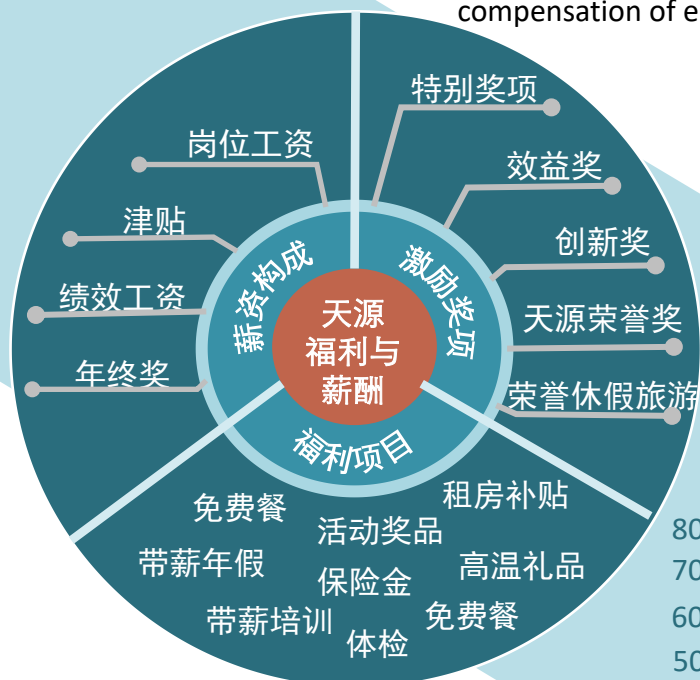 compensation of e
特别奖项
岗位工资
效益奖
津贴
创新奖
绩效工资
天源荣誉奖
年终奖
荣誉休假旅游
薪资构成
激励奖项
天源
福利与
薪酬
福利项目
免费餐
租房补贴
活动奖品
带薪年假
高温礼品
保险金
带薪培训
免费餐
体检
80
70
60
50